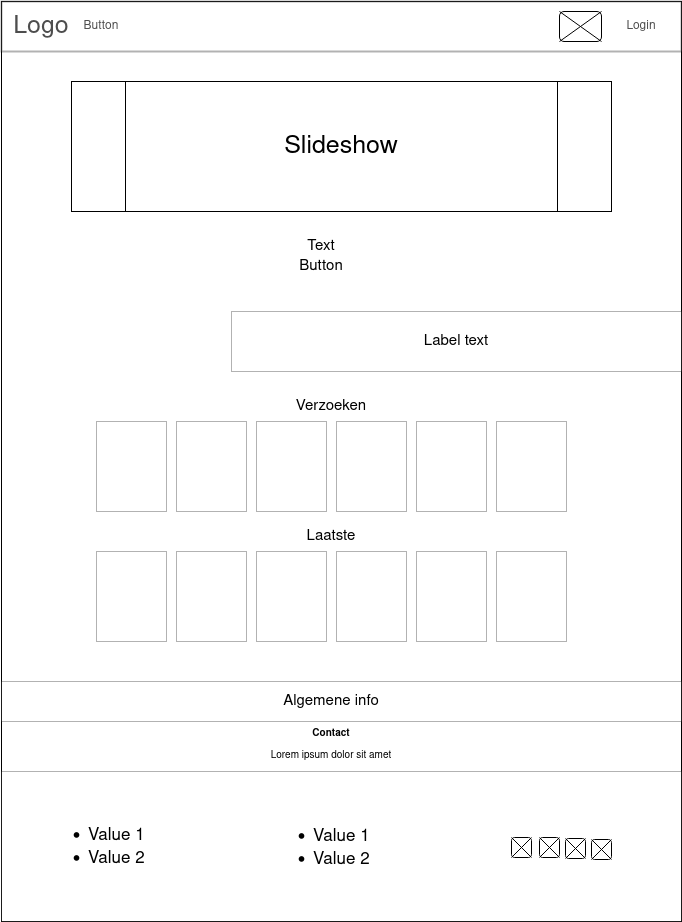 Logo Button Login
Slideshow
Text
Button
Label text
Verzoeken
Laatste
Algemene info
Contact
Lorem ipsum dolor sit amet
• Value 1
• Value 2
• Value 1
• Value 2